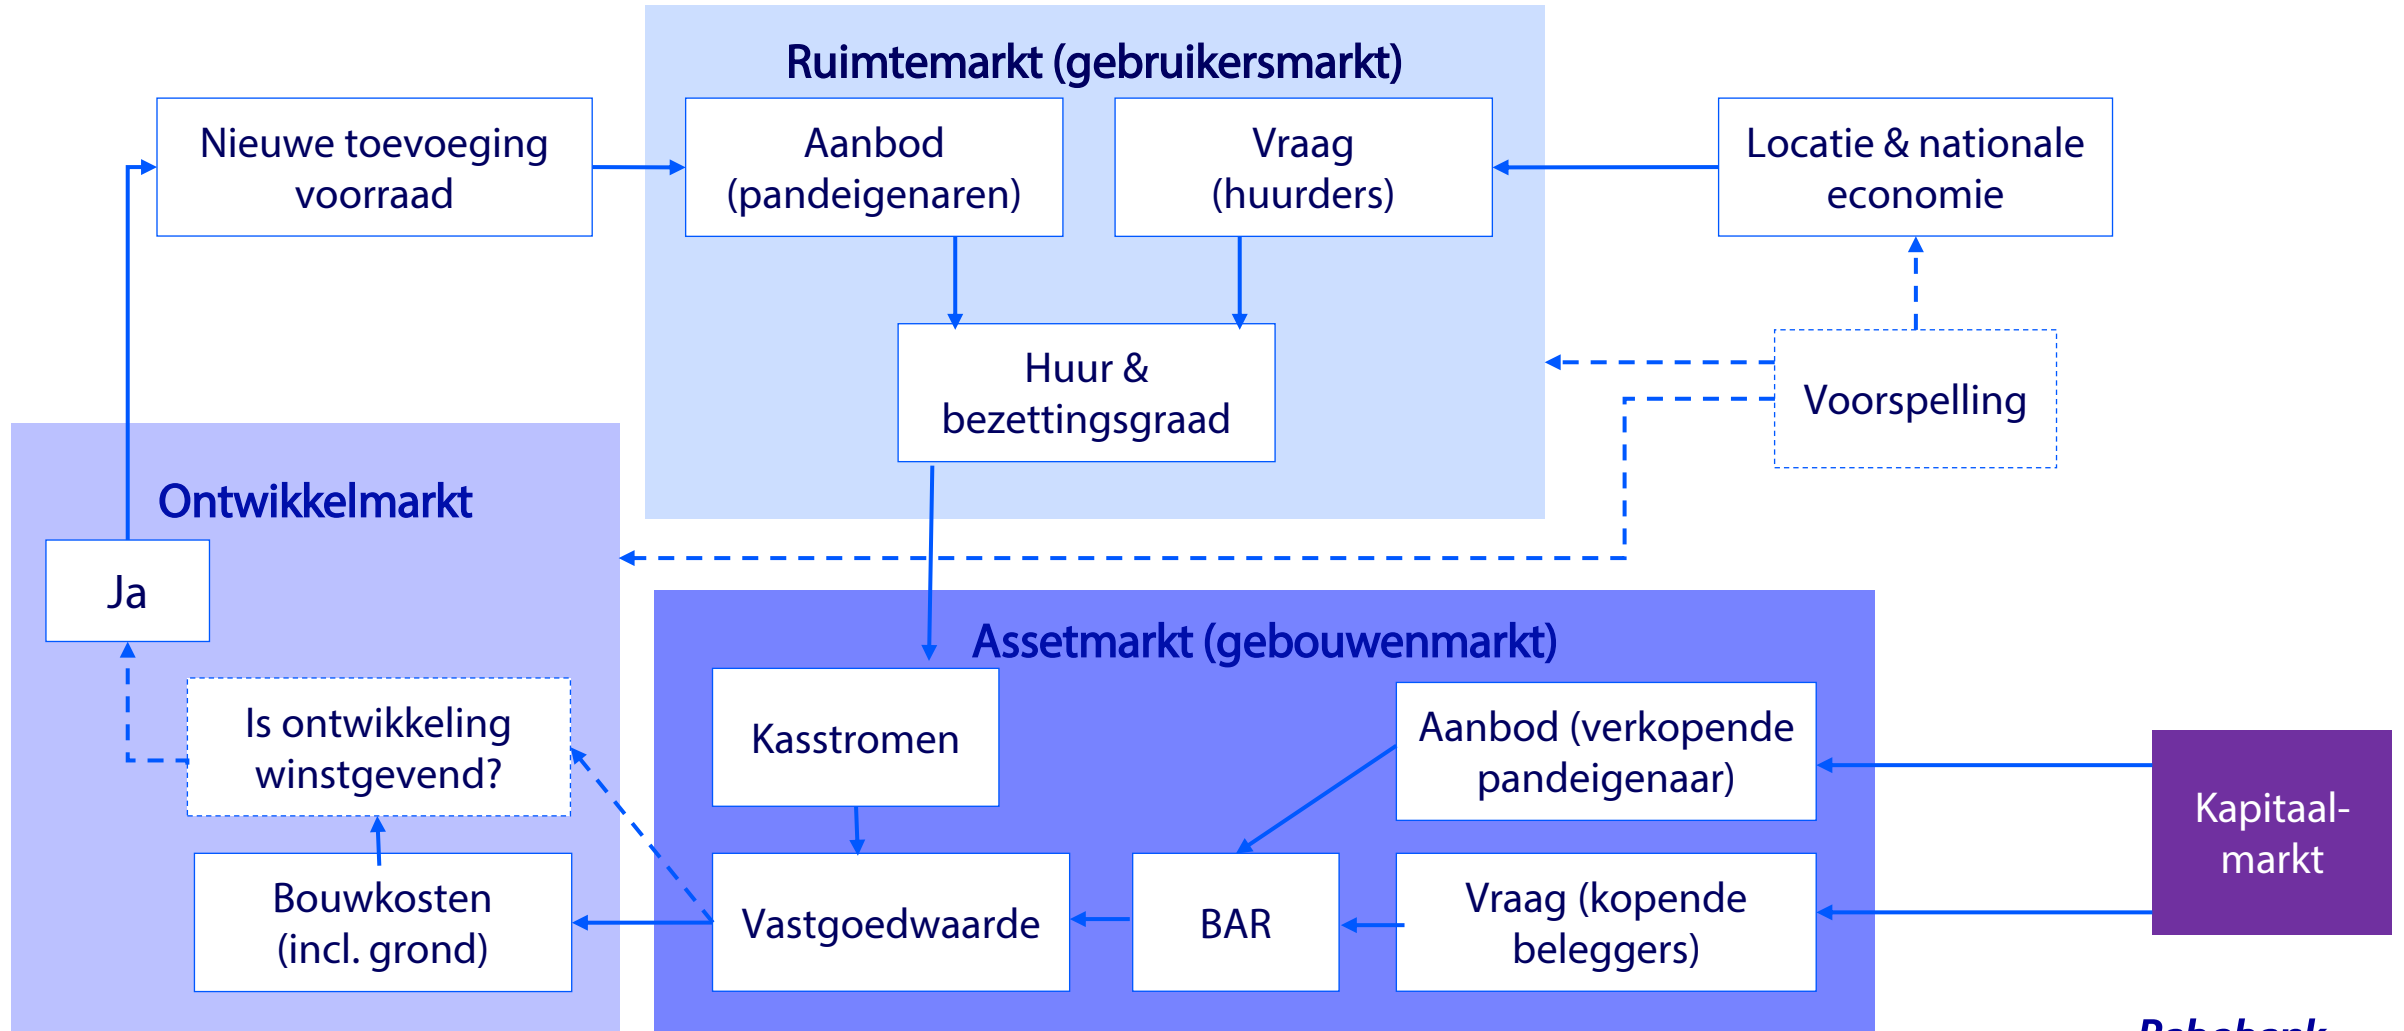 Ruimtemarkt (gebruikersmarkt)
Nieuwe toevoeging
voorraad
Aanbod
(pandeigenaren)
Vraag
(huurders)
Locatie & nationale
economie
Huur &
bezettingsgraad
Voorspelling
Ontwikkelmarkt
Ja
Is ontwikkeling
winstgevend?
Bouwkosten
(incl. grond)
Assetmarkt (gebouwenmarkt)
Kasstromen
Aanbod (verkopende
pandeigenaar)
Vastgoedwaarde
BAR
Vraag (kopende
beleggers)
Kapitaal-
markt
Rabobank